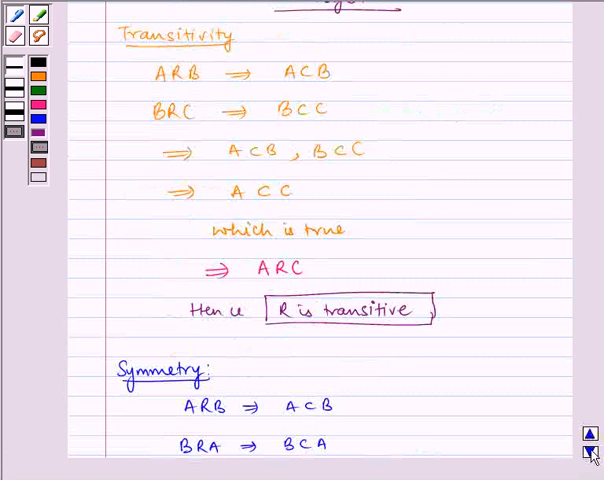 Transitivity
ARB ⇒ A⊂B
BRC ⇒ B⊂C
⇒ A⊂B, B⊂C
⇒ A⊂C
which is true
⇒ ARC
Hence R is transitive,
Symmetry:
ARB ⇒ A⊂B
BRA ⇒ B⊂A